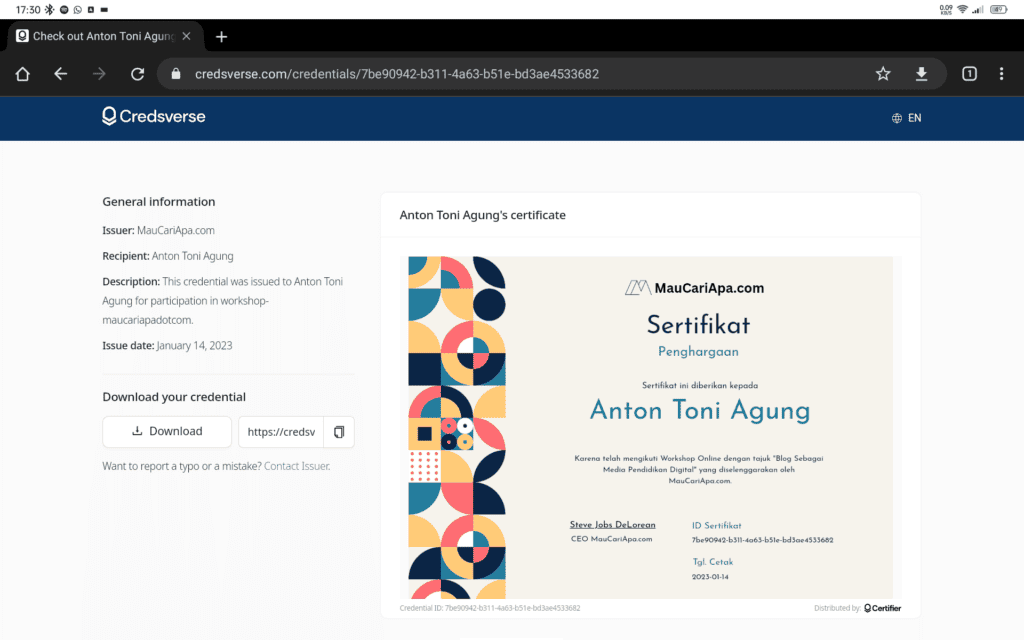 17:30
0.09
KB/S
Check out Anton Toni Agung
credsverse.com/credentials/7be90942-b311-4a63-b51e-bd3ae4533682
1
Credsverse
EN
General information
Issuer: MauCariApa.com
Recipient: Anton Toni Agung
Description: This credential was issued to Anton Toni
Agung for participation in workshop-
maucariapadotcom.
Issue date: January 14, 2023
Download your credential
Download
https://credsv
Want to report a typo or a mistake? Contact Issuer.
Anton Toni Agung's certificate
MauCariApa.com
Sertifikat
Penghargaan
Sertifikat ini diberikan kepada
Anton Toni Agung
Karena telah mengikuti Workshop Online dengan tajuk "Blog Sebagai
Media Pendidikan Digital" yang diselenggarakan oleh
MauCariApa.com.
Steve Jobs DeLorean
CEO MauCariApa.com
ID Sertifikat
7be90942-b311-4a63-b51e-bd3ae4533682
Tgl. Cetak
2023-01-14
Credential ID: 7be90942-b311-4a63-b51e-bd3ae4533682
Distributed by: Certifier